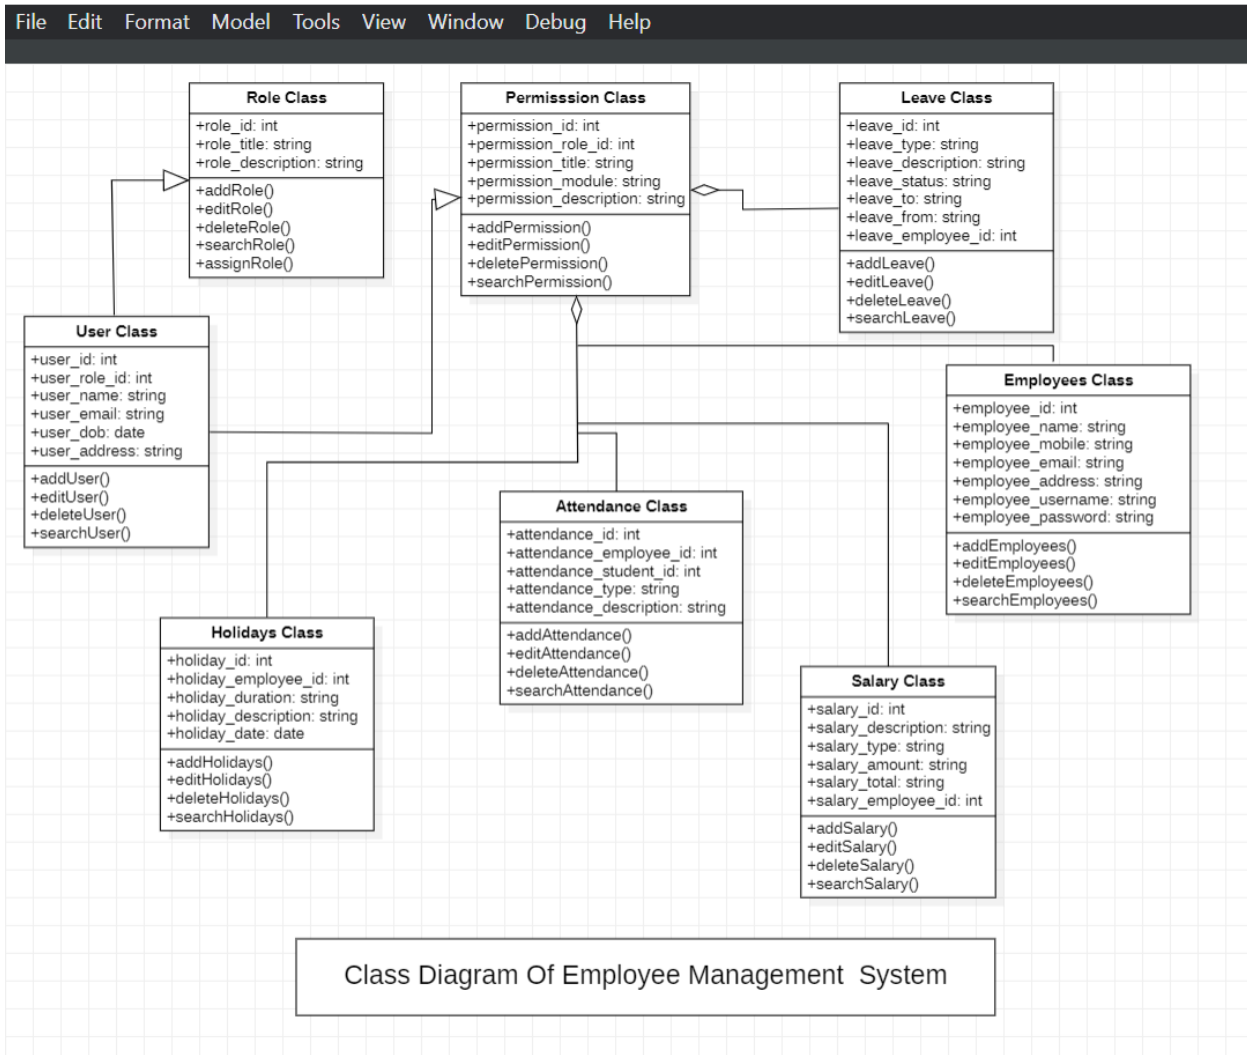 File Edit Format Model Tools View Window Debug Help
Role Class
+role_id: int
+role_title: string
+role_description: string
+addRole()
+editRole()
+deleteRole()
+searchRole()
+assignRole()
Permisssion Class
+permission_id: int
+permission_role_id: int
+permission_title: string
+permission_module: string
+permission_description: string
+addPermission()
+editPermission()
+deletePermission()
+searchPermission()
Leave Class
+leave_id: int
+leave_type: string
+leave_description: string
+leave_status: string
+leave_to: string
+leave_from: string
+leave_employee_id: int
+addLeave()
+editLeave()
+deleteLeave()
+searchLeave()
User Class
+user_id: int
+user_role_id: int
+user_name: string
+user_email: string
+user_dob: date
+user_address: string
+addUser()
+editUser()
+deleteUser()
+searchUser()
Employees Class
+employee_id: int
+employee_name: string
+employee_mobile: string
+employee_email: string
+employee_address: string
+employee_username: string
+employee_password: string
+addEmployees()
+editEmployees()
+deleteEmployees()
+searchEmployees()
Attendance Class
+attendance_id: int
+attendance_employee_id: int
+attendance_student_id: int
+attendance_type: string
+attendance_description: string
+addAttendance()
+editAttendance()
+deleteAttendance()
+searchAttendance()
Holidays Class
+holiday_id: int
+holiday_employee_id: int
+holiday_duration: string
+holiday_description: string
+holiday_date: date
+addHolidays()
+editHolidays()
+deleteHolidays()
+searchHolidays()
Salary Class
+salary_id: int
+salary_description: string
+salary_type: string
+salary_amount: string
+salary_total: string
+salary_employee_id: int
+addSalary()
+editSalary()
+deleteSalary()
+searchSalary()
Class Diagram Of Employee Management  System